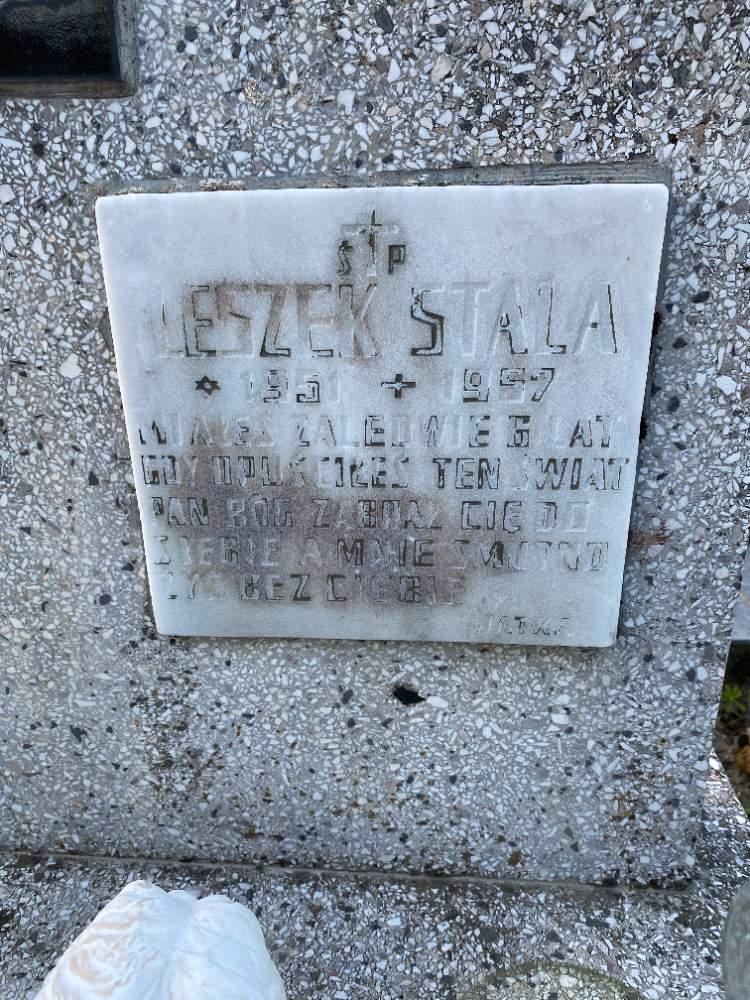 Ś P
LESZEK STALA
1951 1957
MIAŁEŚ ZALEDWIE 6 LAT
GDY OPUŚCIŁEŚ TEN ŚWIAT
PAN BÓG ZABRAŁ CIĘ DO
SIEBIE A MNIE SMUTNO
ŻYĆ BEZ CIEBIE
MATKA